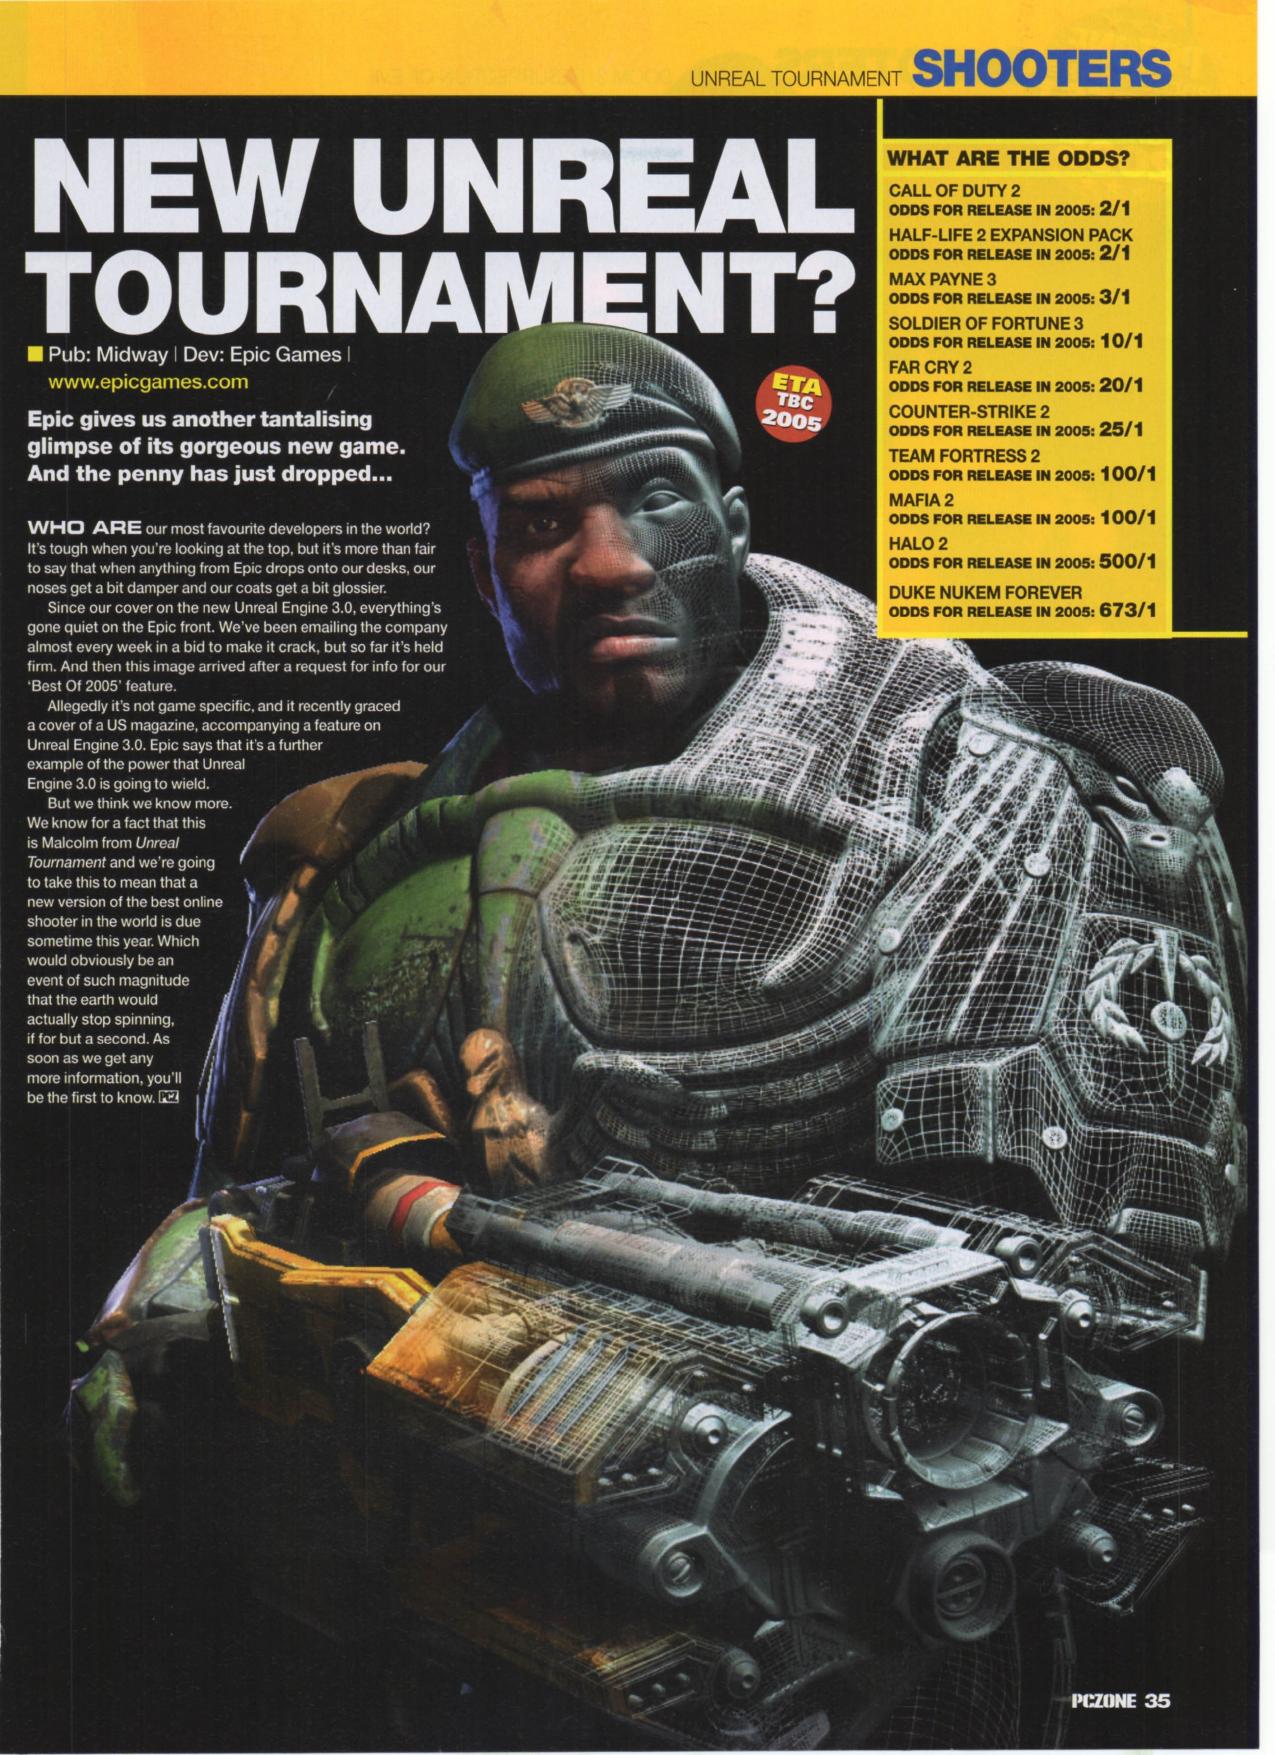 UNREAL TOURNAMENT SHOOTERS
NEW UNREAL
TOURNAMENT?
Pub: Midway | Dev: Epic Games |
www.epicgames.com
Epic gives us another tantalising
glimpse of its gorgeous new game.
And the penny has just dropped...
WHO ARE our most favourite developers in the world?
It's tough when you're looking at the top, but it's more than fair
to say that when anything from Epic drops onto our desks, our
noses get a bit damper and our coats get a bit glossier.
Since our cover on the new Unreal Engine 3.0, everything's
gone quiet on the Epic front. We've been emailing the company
almost every week in a bid to make it crack, but so far it's held
firm. And then this image arrived after a request for info for our
'Best Of 2005' feature.
Allegedly it's not game specific, and it recently graced
a cover of a US magazine, accompanying a feature on
Unreal Engine 3.0. Epic says that it's a further
example of the power that Unreal
Engine 3.0 is going to wield.
But we think we know more.
We know for a fact that this
is Malcolm from Unreal
Tournament and we're going
to take this to mean that a
new version of the best online
shooter in the world is due
sometime this year. Which
would obviously be an
event of such magnitude
that the earth would
actually stop spinning,
if for but a second. As
soon as we get any
more information, you'll
be the first to know. PCZ
ETA
TBC
2005
WHAT ARE THE ODDS?
CALL OF DUTY 2
ODDS FOR RELEASE IN 2005: 2/1
HALF-LIFE 2 EXPANSION PACK
ODDS FOR RELEASE IN 2005: 2/1
MAX PAYNE 3
ODDS FOR RELEASE IN 2005: 3/1
SOLDIER OF FORTUNE 3
ODDS FOR RELEASE IN 2005: 10/1
FAR CRY 2
ODDS FOR RELEASE IN 2005: 20/1
COUNTER-STRIKE 2
ODDS FOR RELEASE IN 2005: 25/1
TEAM FORTRESS 2
ODDS FOR RELEASE IN 2005: 100/1
MAFIA 2
ODDS FOR RELEASE IN 2005: 100/1
HALO 2
ODDS FOR RELEASE IN 2005: 500/1
DUKE NUKEM FOREVER
ODDS FOR RELEASE IN 2005: 673/1
PCZONE 35